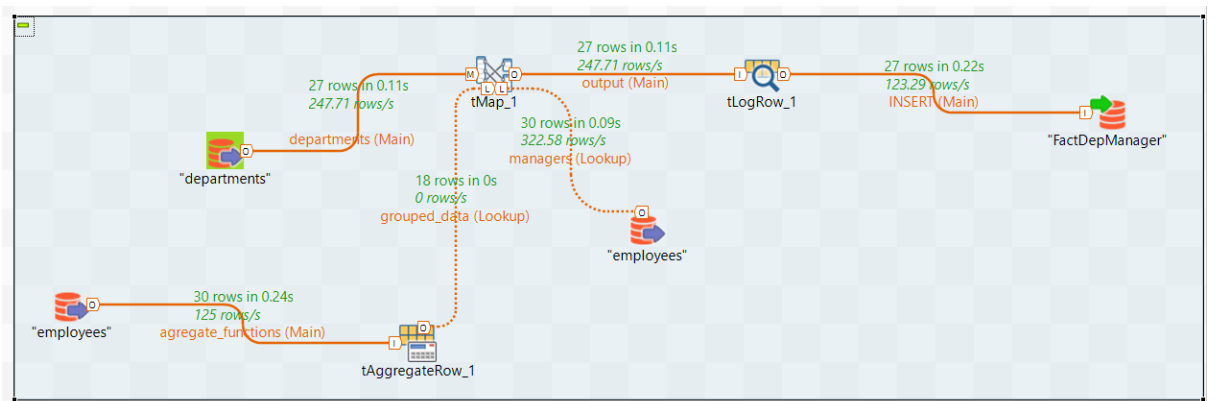 27 rows in 0.11s
247.71 rows/s
output (Main)
27 rows in 0.11s
247.71 rows/s
departments (Main)
"departments"
M
O
L
L
tMap_1
I
O
tLogRow_1
27 rows in 0.22s
123.29 rows/s
INSERT (Main)
I
"FactDepManager"
O
30 rows in 0.09s
322.58 rows/s
managers (Lookup)
18 rows in 0s
0 rows/s
grouped_data (Lookup)
O
"employees"
O
"employees"
30 rows in 0.24s
125 rows/s
agregate_functions (Main)
I
O
tAggregateRow_1